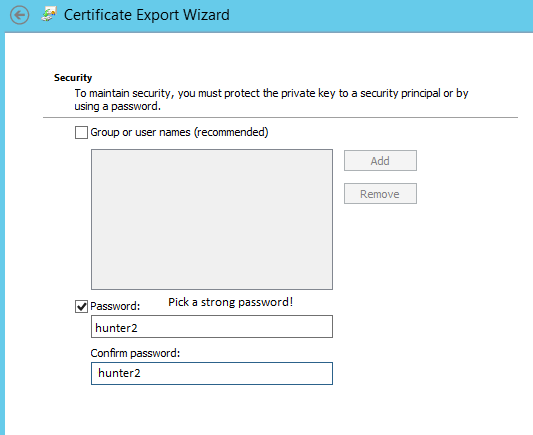 Certificate Export Wizard
Security
To maintain security, you must protect the private key to a security principal or by
using a password.
Group or user names (recommended)
Add
Remove
Password:
Pick a strong password!
hunter2
Confirm password:
hunter2